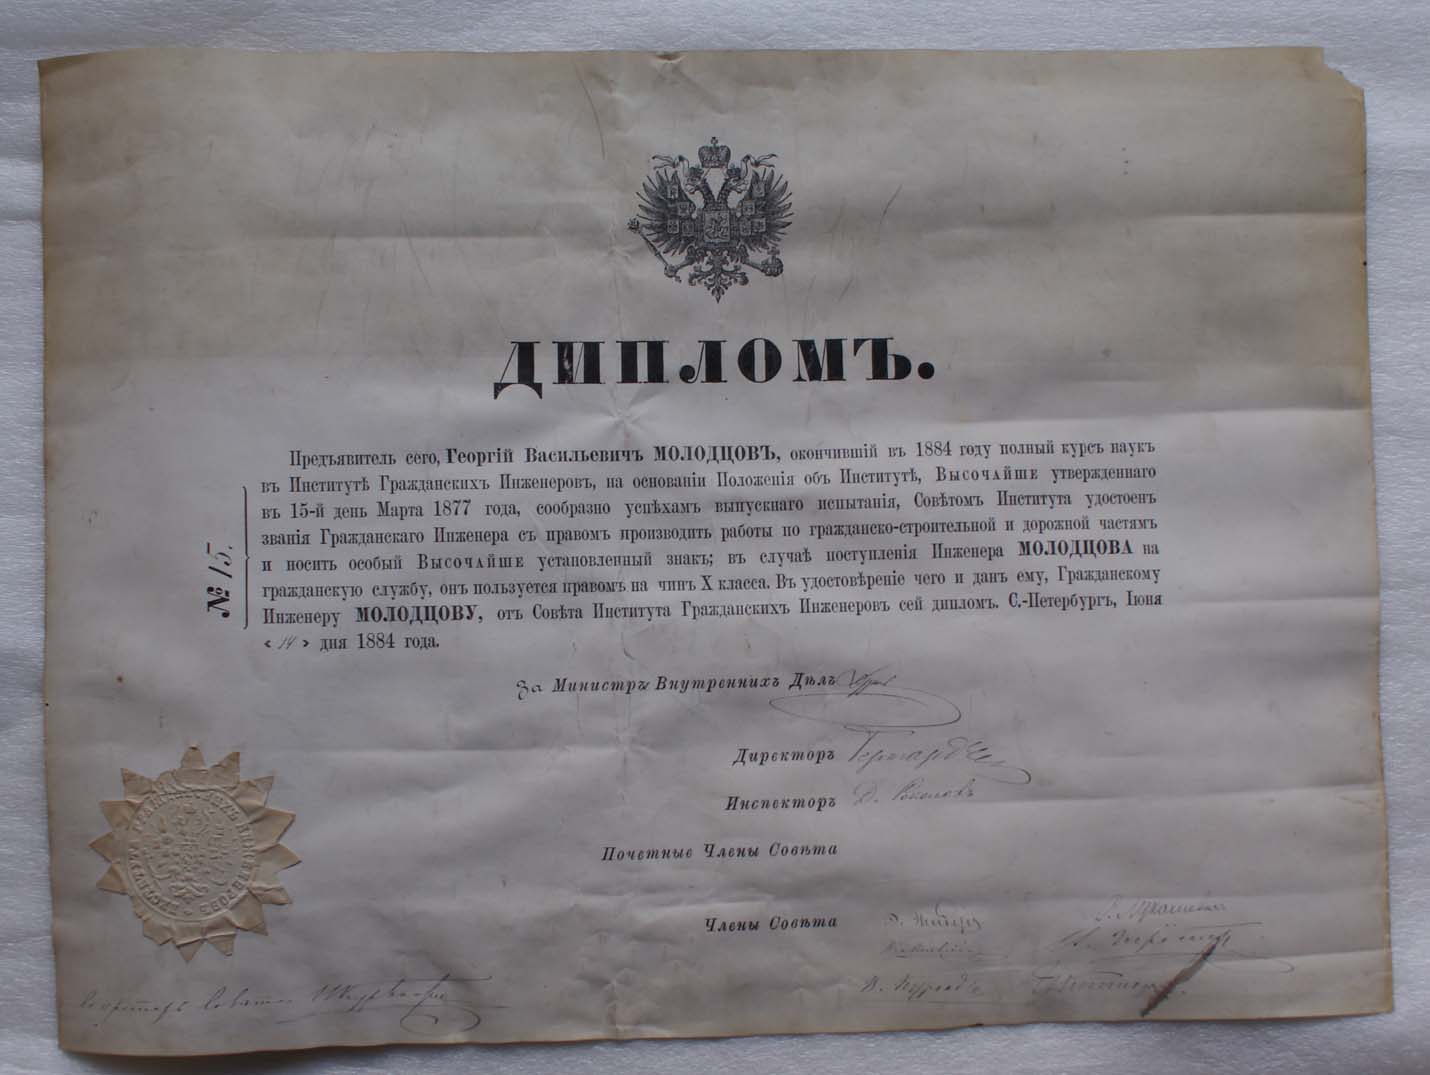 ДИПЛОМЪ.
Предъявитель сего, Георгій Васильевичъ МОЛОДЦОВЪ, окончившій въ 1884 году полный курсъ наукъ
въ Институтѣ Гражданскихъ Инженеровъ, на основаніи Положенія объ Институтѣ, Высочайше утвержденнаго
въ 15-й день Марта 1877 года, сообразно успѣхамъ выпускнаго испытанія, Совѣтомъ Института удостоенъ
званія Гражданскаго Инженера съ правомъ производить работы по гражданско-строительной и дорожной частямъ
и носить особый Высочайше установленный знакъ; въ случаѣ поступленія Инженера МОЛОДЦОВА на
гражданскую службу, онъ пользуется правомъ на чинъ X класса. Въ удостовѣреніе чего и данъ ему, Гражданскому
Инженеру МОЛОДЦОВУ, отъ Совѣта Института Гражданскихъ Инженеровъ сей дипломъ. С.-Петербургъ, Іюня
« 14 » дня 1884 года.
№ 15.
За Министръ Внутреннихъ Дѣлъ
Директоръ
Инспекторъ Д. Соколовъ
Почетные Члены Совѣта
Члены Совѣта
Секретарь Совѣта